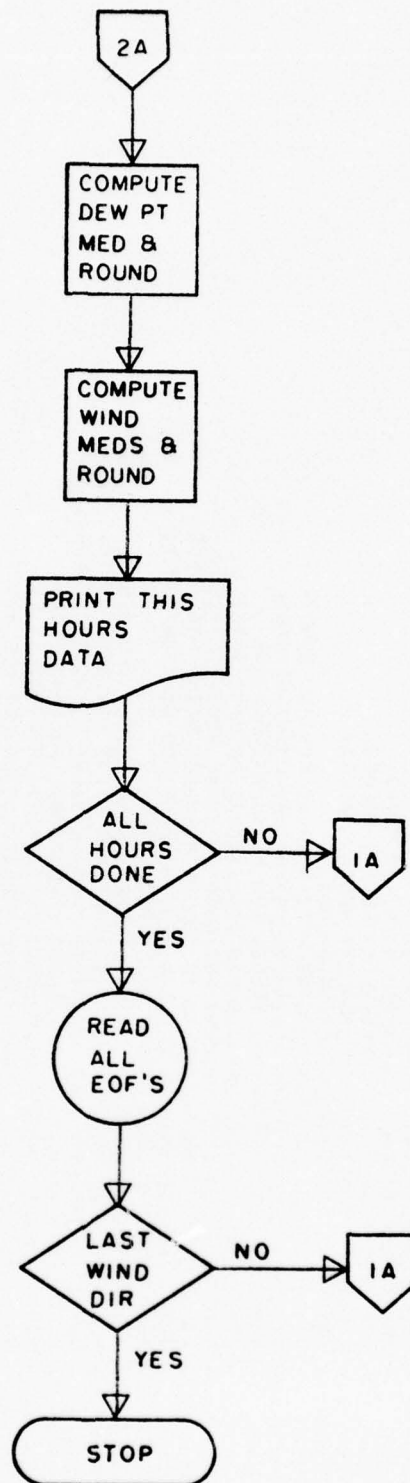 2A
COMPUTE
DEW PT
MED &
ROUND
COMPUTE
WIND
MEDS &
ROUND
PRINT THIS
HOURS
DATA
ALL
HOURS
DONE
NO
1A
YES
READ
ALL
EOF'S
LAST
WIND
DIR
NO
1A
YES
STOP